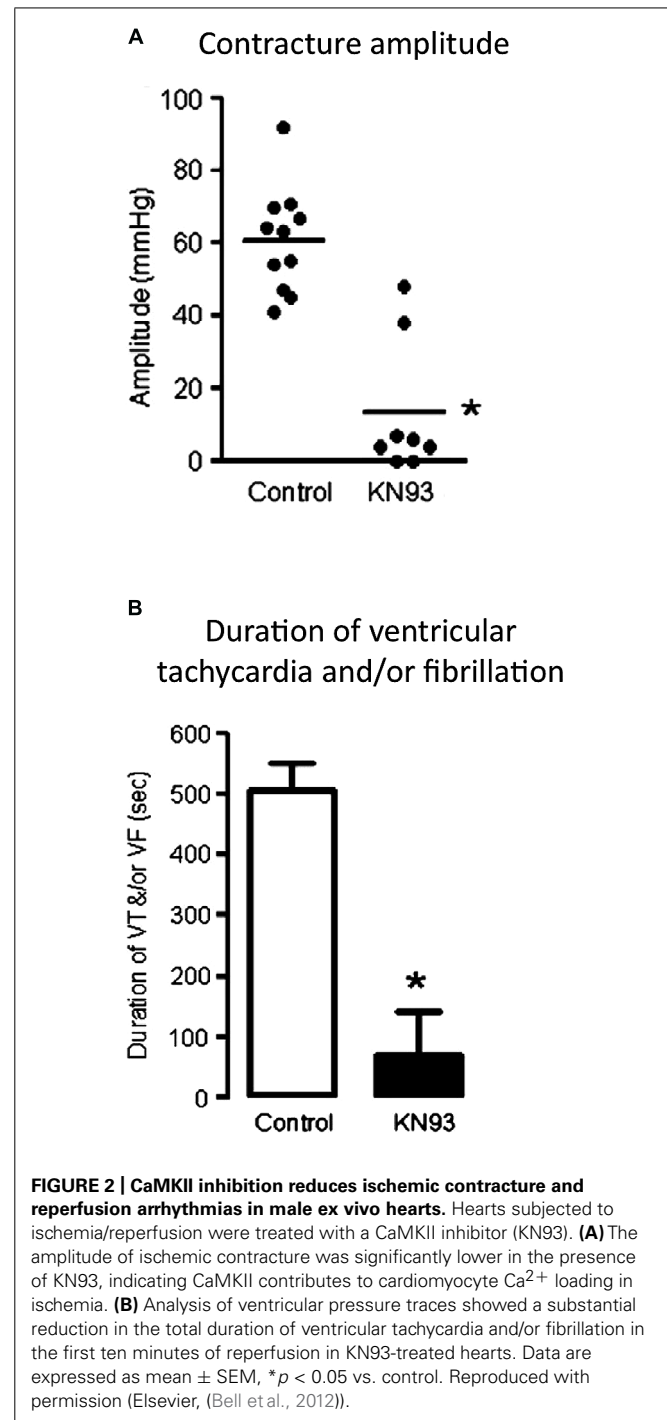 A Contracture amplitude
100
80
60
40
20
0
Amplitude (mmHg)
Control KN93
*
B Duration of ventricular
tachycardia and/or fibrillation
600
500
400
300
200
100
0
Duration of VT &/or VF (sec)
*
Control KN93
FIGURE 2 | CaMKII inhibition reduces ischemic contracture and
reperfusion arrhythmias in male ex vivo hearts. Hearts subjected to
ischemia/reperfusion were treated with a CaMKII inhibitor (KN93). (A) The
amplitude of ischemic contracture was significantly lower in the presence
of KN93, indicating CaMKII contributes to cardiomyocyte Ca²⁺ loading in
ischemia. (B) Analysis of ventricular pressure traces showed a substantial
reduction in the total duration of ventricular tachycardia and/or fibrillation in
the first ten minutes of reperfusion in KN93-treated hearts. Data are
expressed as mean ± SEM, *p < 0.05 vs. control. Reproduced with
permission (Elsevier, (Bell et al., 2012)).